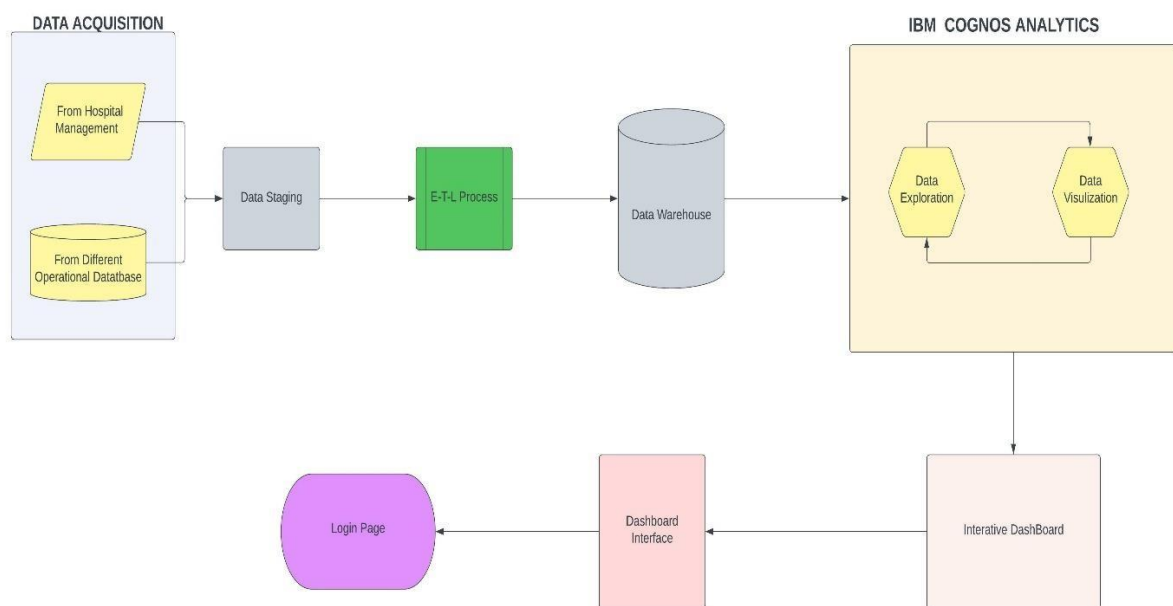 DATA ACQUISITION
IBM COGNOS ANALYTICS
From Hospital
Management
From Different
Operational Datatbase
Data Staging
E-T-L Process
Data Warehouse
Data
Exploration
Data
Visulization
Login Page
Dashboard
Interface
Interative DashBoard